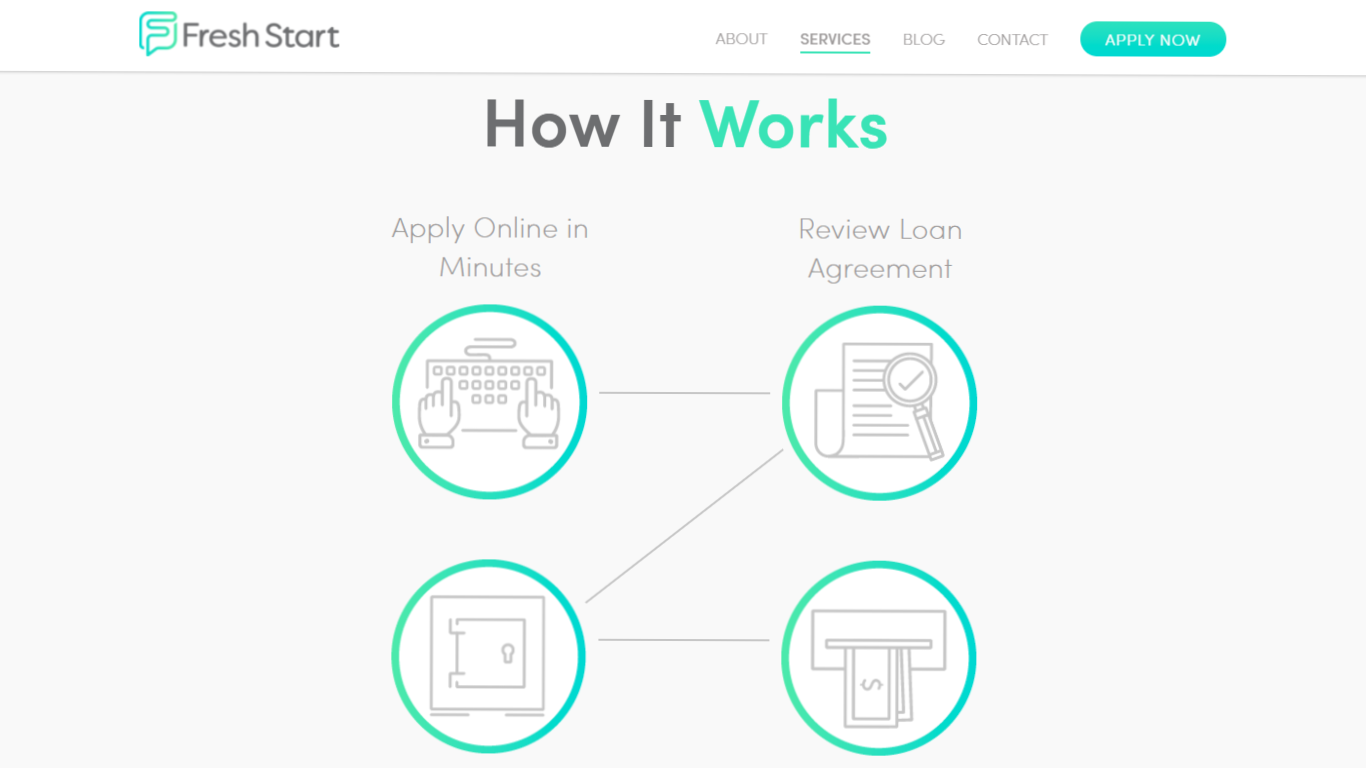 Fresh Start
ABOUT SERVICES BLOG CONTACT APPLY NOW
How It Works
Apply Online in
Minutes
Review Loan
Agreement
$